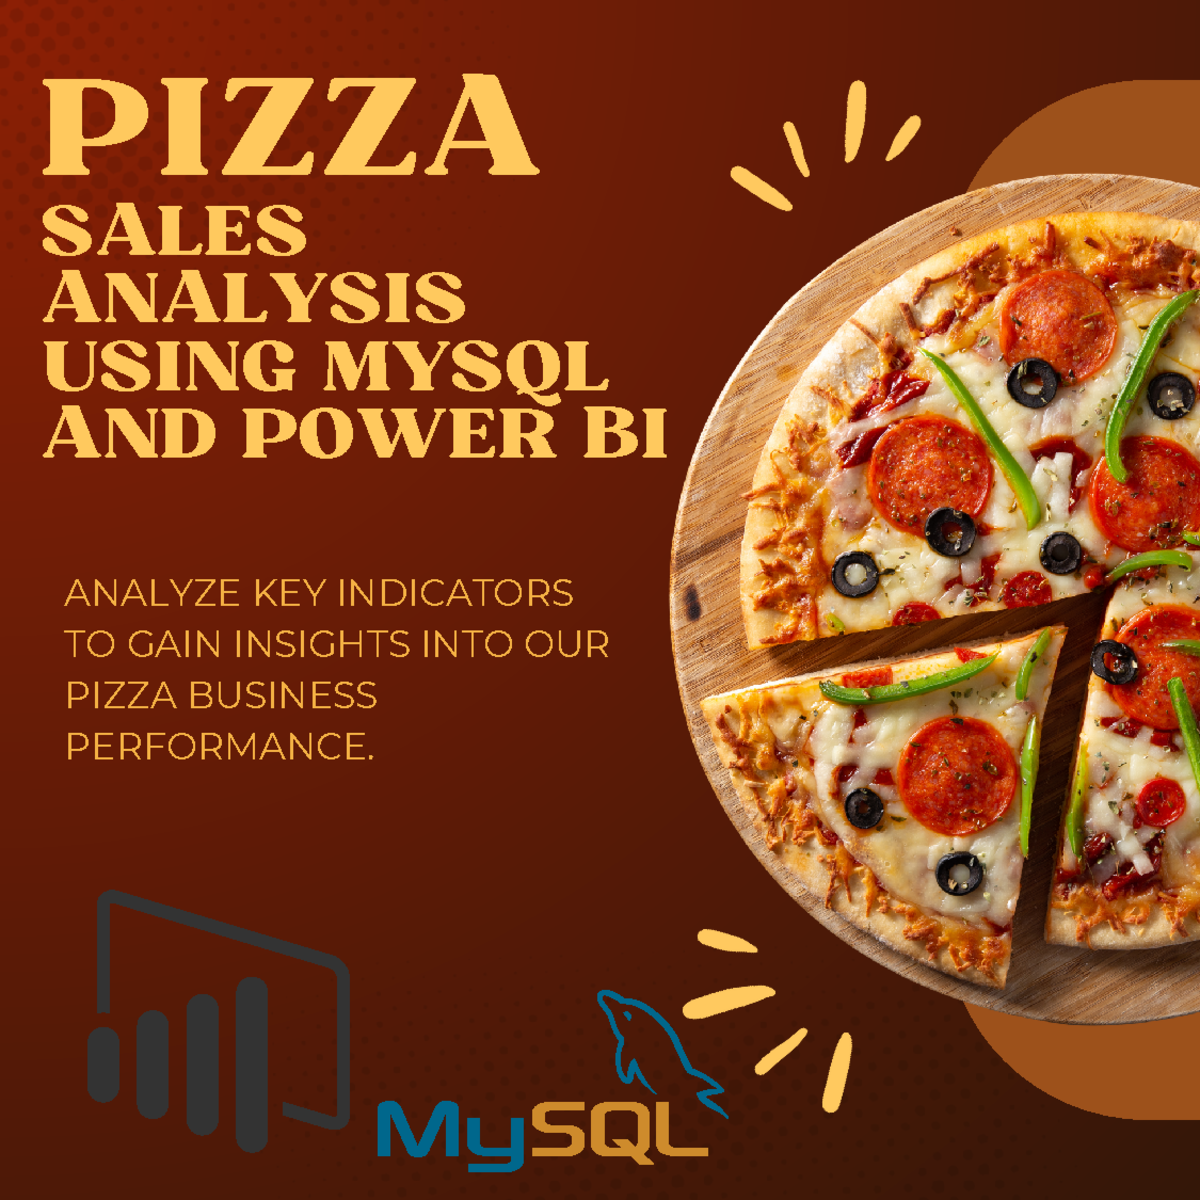 PIZZA
SALES
ANALYSIS
USING MYSQL
AND POWER BI
ANALYZE KEY INDICATORS
TO GAIN INSIGHTS INTO OUR
PIZZA BUSINESS
PERFORMANCE.
MySQL